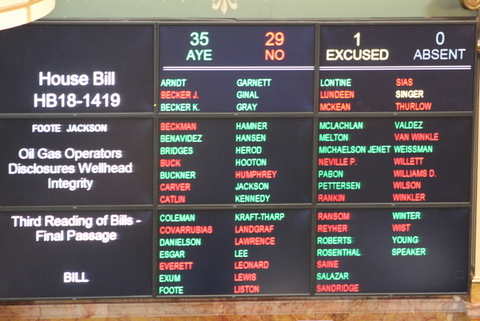 House Bill
HB18-1419
35
AYE
29
NO
1
EXCUSED
0
ABSENT
ARNDT
BECKER J.
BECKER K.
GARNETT
GINAL
GRAY
LONTINE
LUNDEEN
MCKEAN
SIAS
SINGER
THURLOW
FOOTE JACKSON
Oil Gas Operators
Disclosures Wellhead
Integrity
BECKMAN
BENAVIDEZ
BRIDGES
BUCK
BUCKNER
CARVER
CATLIN
HAMNER
HANSEN
HEROD
HOOTON
HUMPHREY
JACKSON
KENNEDY
MCLACHLAN
MELTON
MICHAELSON JENET
NEVILLE P.
PABON
PETTERSEN
RANKIN
VALDEZ
VAN WINKLE
WEISSMAN
WILLETT
WILLIAMS D.
WILSON
WINKLER
Third Reading of Bills -
Final Passage
BILL
COLEMAN
COVARRUBIAS
DANIELSON
ESGAR
EVERETT
EXUM
FOOTE
KRAFT-THARP
LANDGRAF
LAWRENCE
LEE
LEONARD
LEWIS
LISTON
RANSOM
REYHER
ROBERTS
ROSENTHAL
SAINE
SALAZAR
SANDRIDGE
WINTER
WIST
YOUNG
SPEAKER